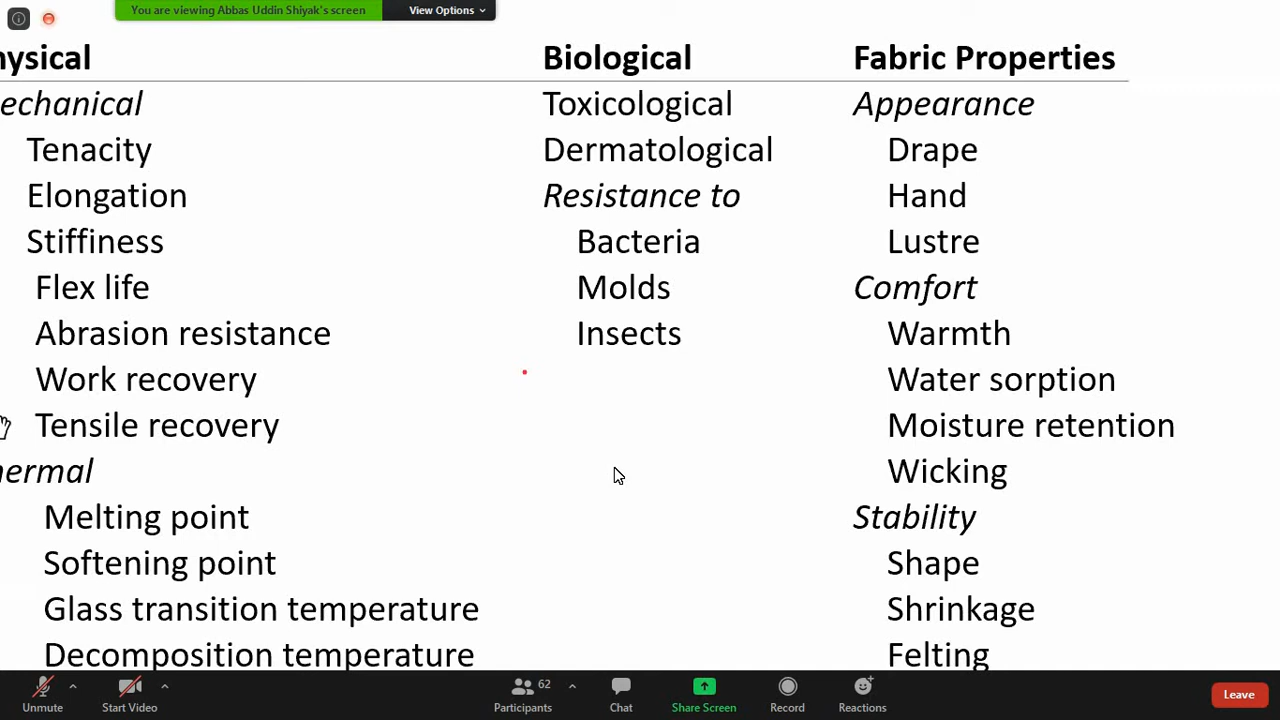 You are viewing Abbas Uddin Shiyak's screen View Options
hysical Biological Fabric Properties
echanical Toxicological Appearance
Tenacity Dermatological Drape
Elongation Resistance to Hand
Stiffiness Bacteria Lustre
Flex life Molds Comfort
Abrasion resistance Insects Warmth
Work recovery Water sorption
Tensile recovery Moisture retention
hermal Wicking
Melting point Stability
Softening point Shape
Glass transition temperature Shrinkage
Decomposition temperature Felting
Unmute Start Video Participants 62 Chat Share Screen Record Reactions Leave